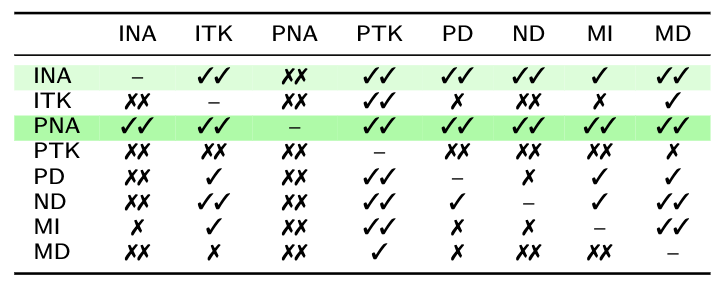 INA ITK PNA PTK PD ND MI MD
INA – ✓✓ ✗✗ ✓✓ ✓✓ ✓✓ ✓ ✓✓
ITK ✗✗ – ✗✗ ✓✓ ✗ ✗✗ ✗ ✓
PNA ✓✓ ✓✓ – ✓✓ ✓✓ ✓✓ ✓✓ ✓✓
PTK ✗✗ ✗✗ ✗✗ – ✗✗ ✗✗ ✗✗ ✗
PD ✗✗ ✓ ✗✗ ✓✓ – ✗ ✓ ✓
ND ✗✗ ✓✓ ✗✗ ✓✓ ✓ – ✓ ✓✓
MI ✗ ✓ ✗✗ ✓✓ ✗ ✗ – ✓✓
MD ✗✗ ✗ ✗✗ ✓ ✗ ✗✗ ✗✗ –